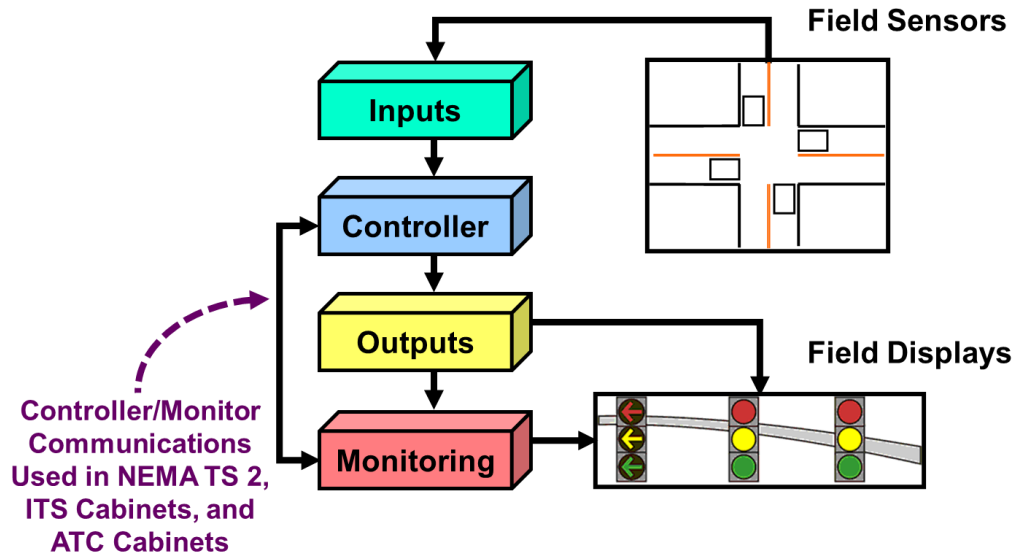 Field Sensors
Inputs
Controller
Outputs
Field Displays
Monitoring
Controller/Monitor
Communications
Used in NEMA TS 2,
ITS Cabinets, and
ATC Cabinets